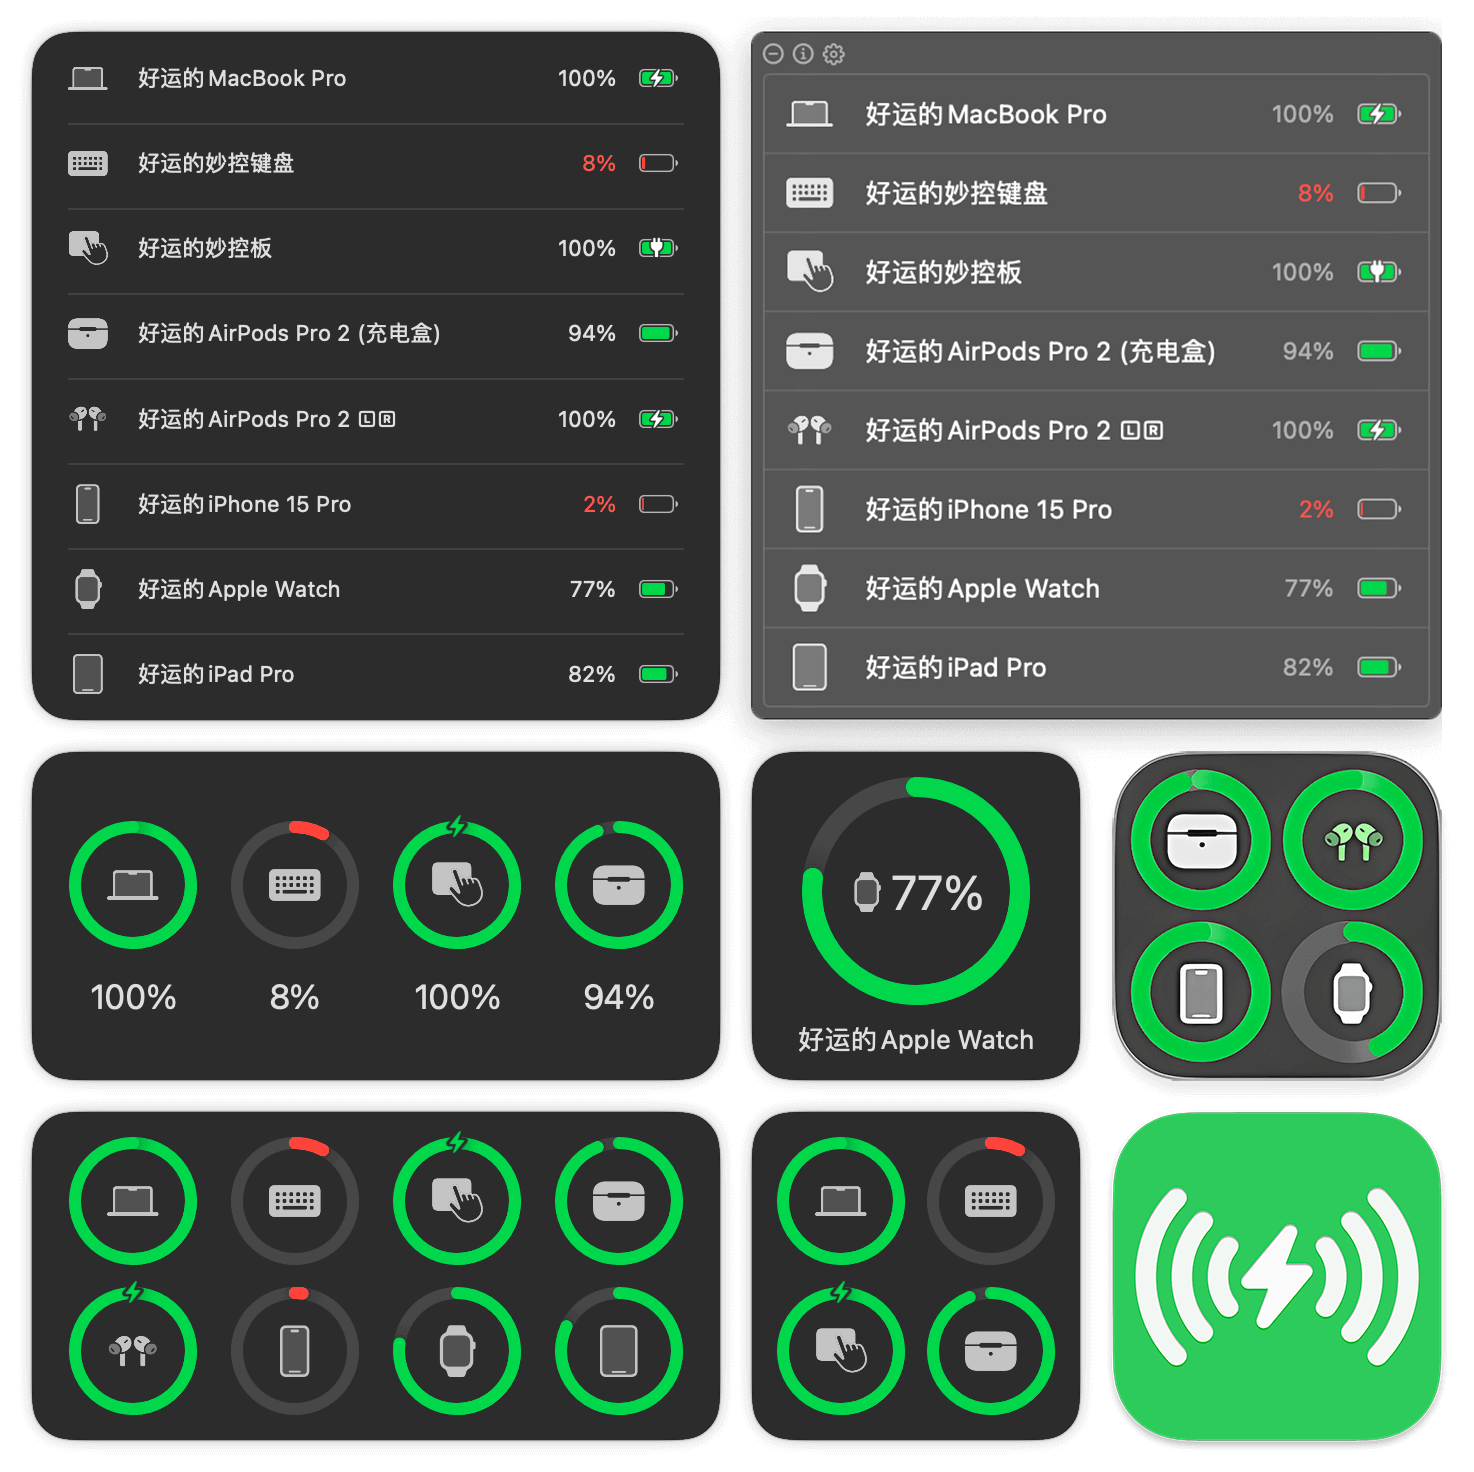 好运的MacBook Pro 100%
好运的妙控键盘 8%
好运的妙控板 100%
好运的AirPods Pro 2 (充电盒) 94%
好运的AirPods Pro 2 🄻🅁 100%
好运的iPhone 15 Pro 2%
好运的Apple Watch 77%
好运的iPad Pro 82%
好运的MacBook Pro 100%
好运的妙控键盘 8%
好运的妙控板 100%
好运的AirPods Pro 2 (充电盒) 94%
好运的AirPods Pro 2 🄻🅁 100%
好运的iPhone 15 Pro 2%
好运的Apple Watch 77%
好运的iPad Pro 82%
100% 8% 100% 94%
77%
好运的Apple Watch